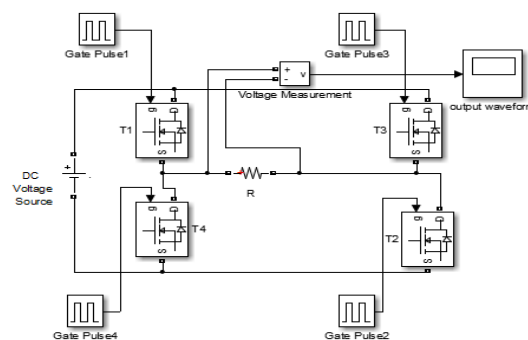 Gate Pulse1
Gate Pulse3
+
-
v
Voltage Measurement
output waveform
g
D
T1
S
g
D
T3
S
+
DC
Voltage
Source
R
g
D
T4
S
g
D
T2
S
Gate Pulse4
Gate Pulse2